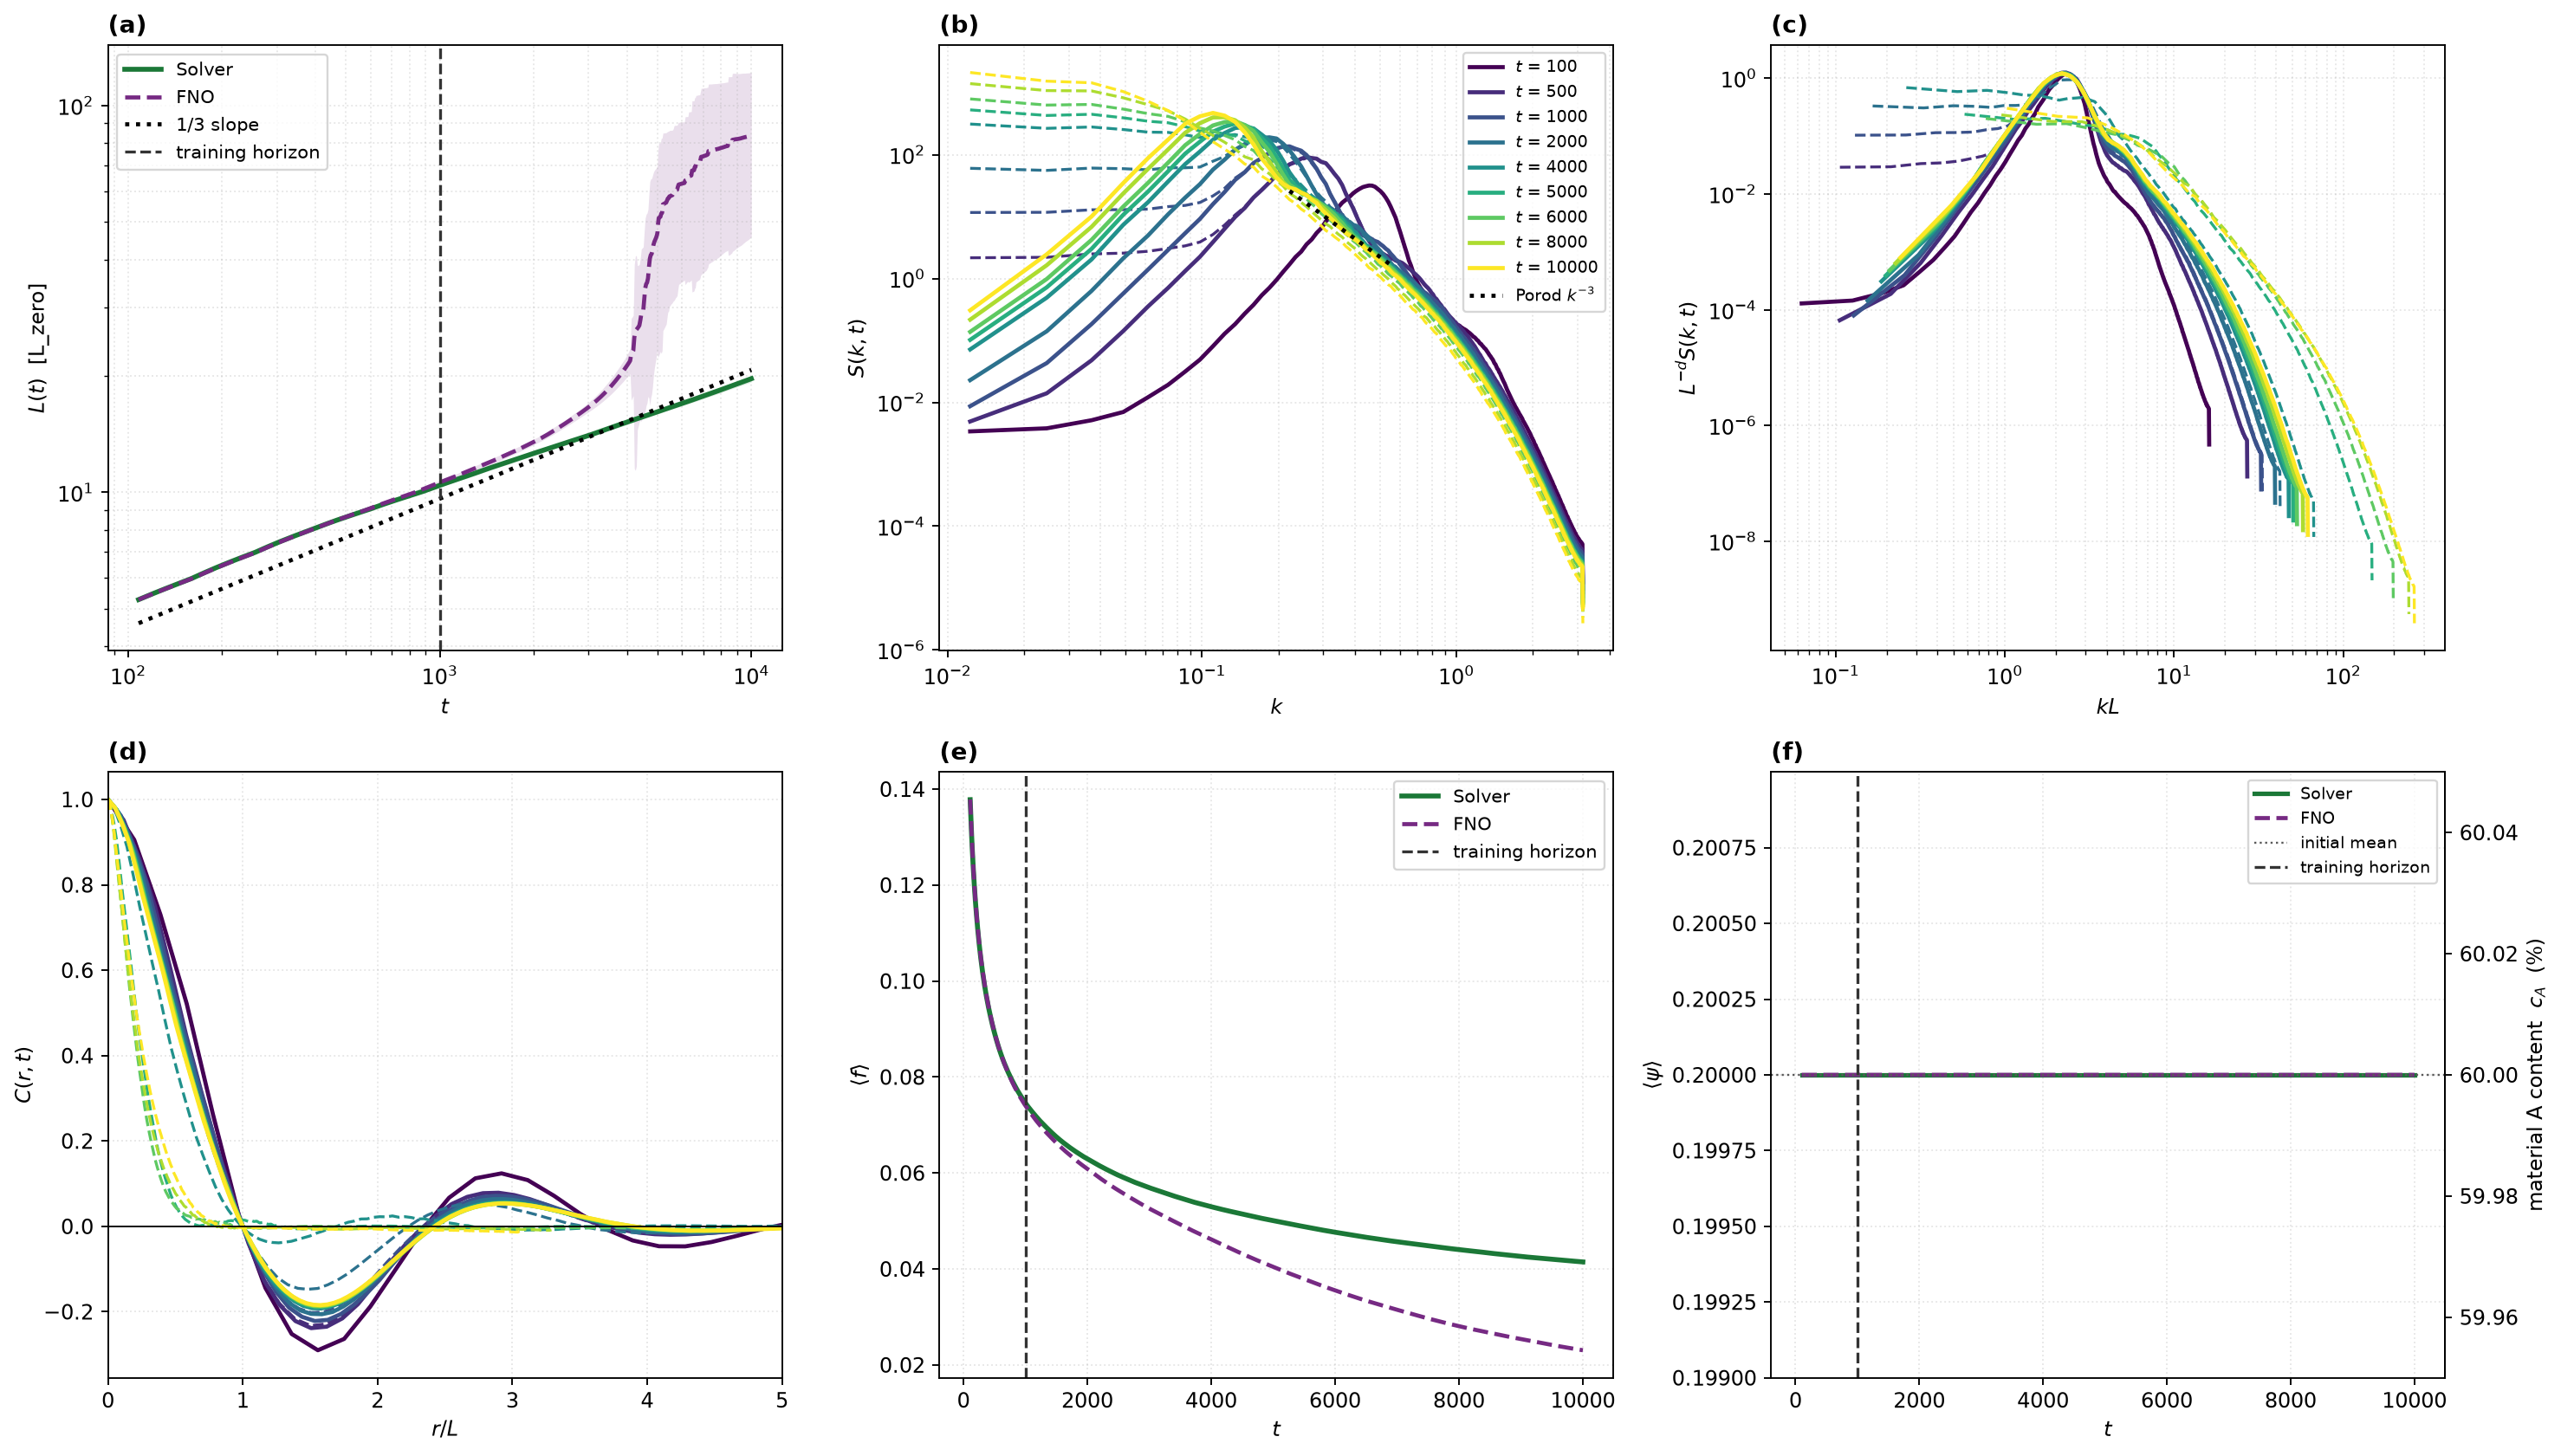 (a)
Solver
FNO
1/3 slope
training horizon
10²
10¹
L(t) [L_zero]
10² 10³ 10⁴
t
(b)
t = 100
t = 500
t = 1000
t = 2000
t = 4000
t = 5000
t = 6000
t = 8000
t = 10000
Porod k⁻³
10²
10⁰
10⁻²
10⁻⁴
10⁻⁶
S(k, t)
10⁻² 10⁻¹ 10⁰
k
(c)
10⁰
10⁻²
10⁻⁴
10⁻⁶
10⁻⁸
L⁻ᵈS(k, t)
10⁻¹ 10⁰ 10¹ 10²
kL
(d)
1.0
0.8
0.6
0.4
0.2
0.0
−0.2
C(r, t)
0 1 2 3 4 5
r/L
(e)
Solver
FNO
training horizon
0.14
0.12
0.10
0.08
0.06
0.04
0.02
⟨f⟩
0 2000 4000 6000 8000 10000
t
(f)
Solver
FNO
initial mean
training horizon
0.20075
0.20050
0.20025
0.20000
0.19975
0.19950
0.19925
0.19900
⟨ψ⟩
60.04
60.02
60.00
59.98
59.96
material A content c_A (%)
0 2000 4000 6000 8000 10000
t